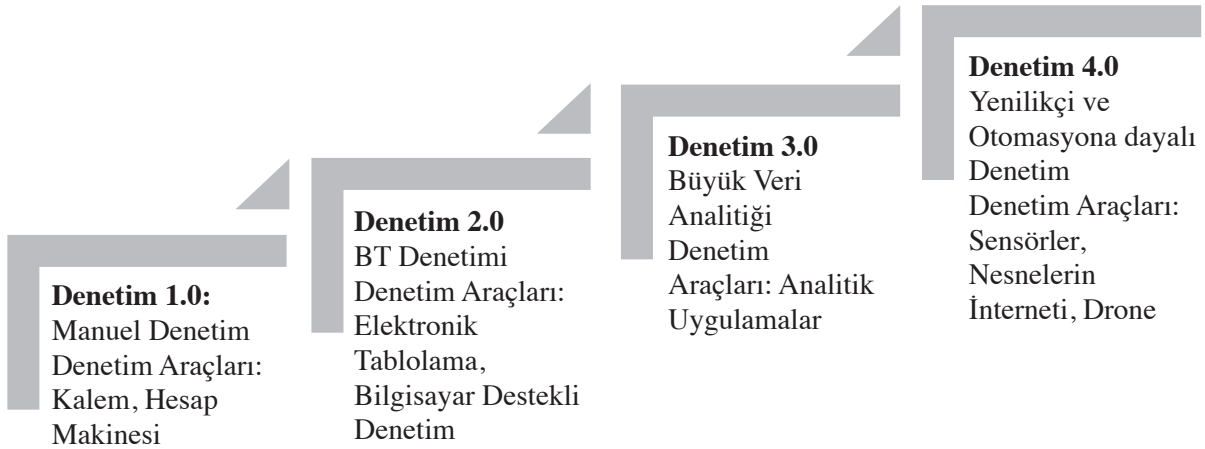 Denetim 1.0:
Manuel Denetim
Denetim Araçları:
Kalem, Hesap
Makinesi
Denetim 2.0
BT Denetimi
Denetim Araçları:
Elektronik
Tablolama,
Bilgisayar Destekli
Denetim
Denetim 3.0
Büyük Veri
Analitiği
Denetim
Araçları: Analitik
Uygulamalar
Denetim 4.0
Yenilikçi ve
Otomasyona dayalı
Denetim
Denetim Araçları:
Sensörler,
Nesnelerin
İnterneti, Drone